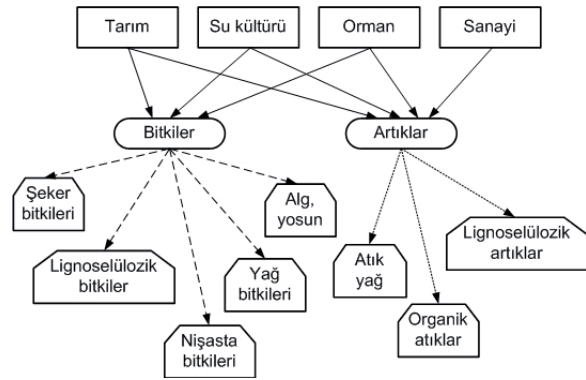 Tarım
Su kültürü
Orman
Sanayi
Bitkiler
Artıklar
Şeker
bitkileri
Alg,
yosun
Lignoselülozik
bitkiler
Yağ
bitkileri
Nişasta
bitkileri
Atık
yağ
Lignoselülozik
artıklar
Organik
atıklar